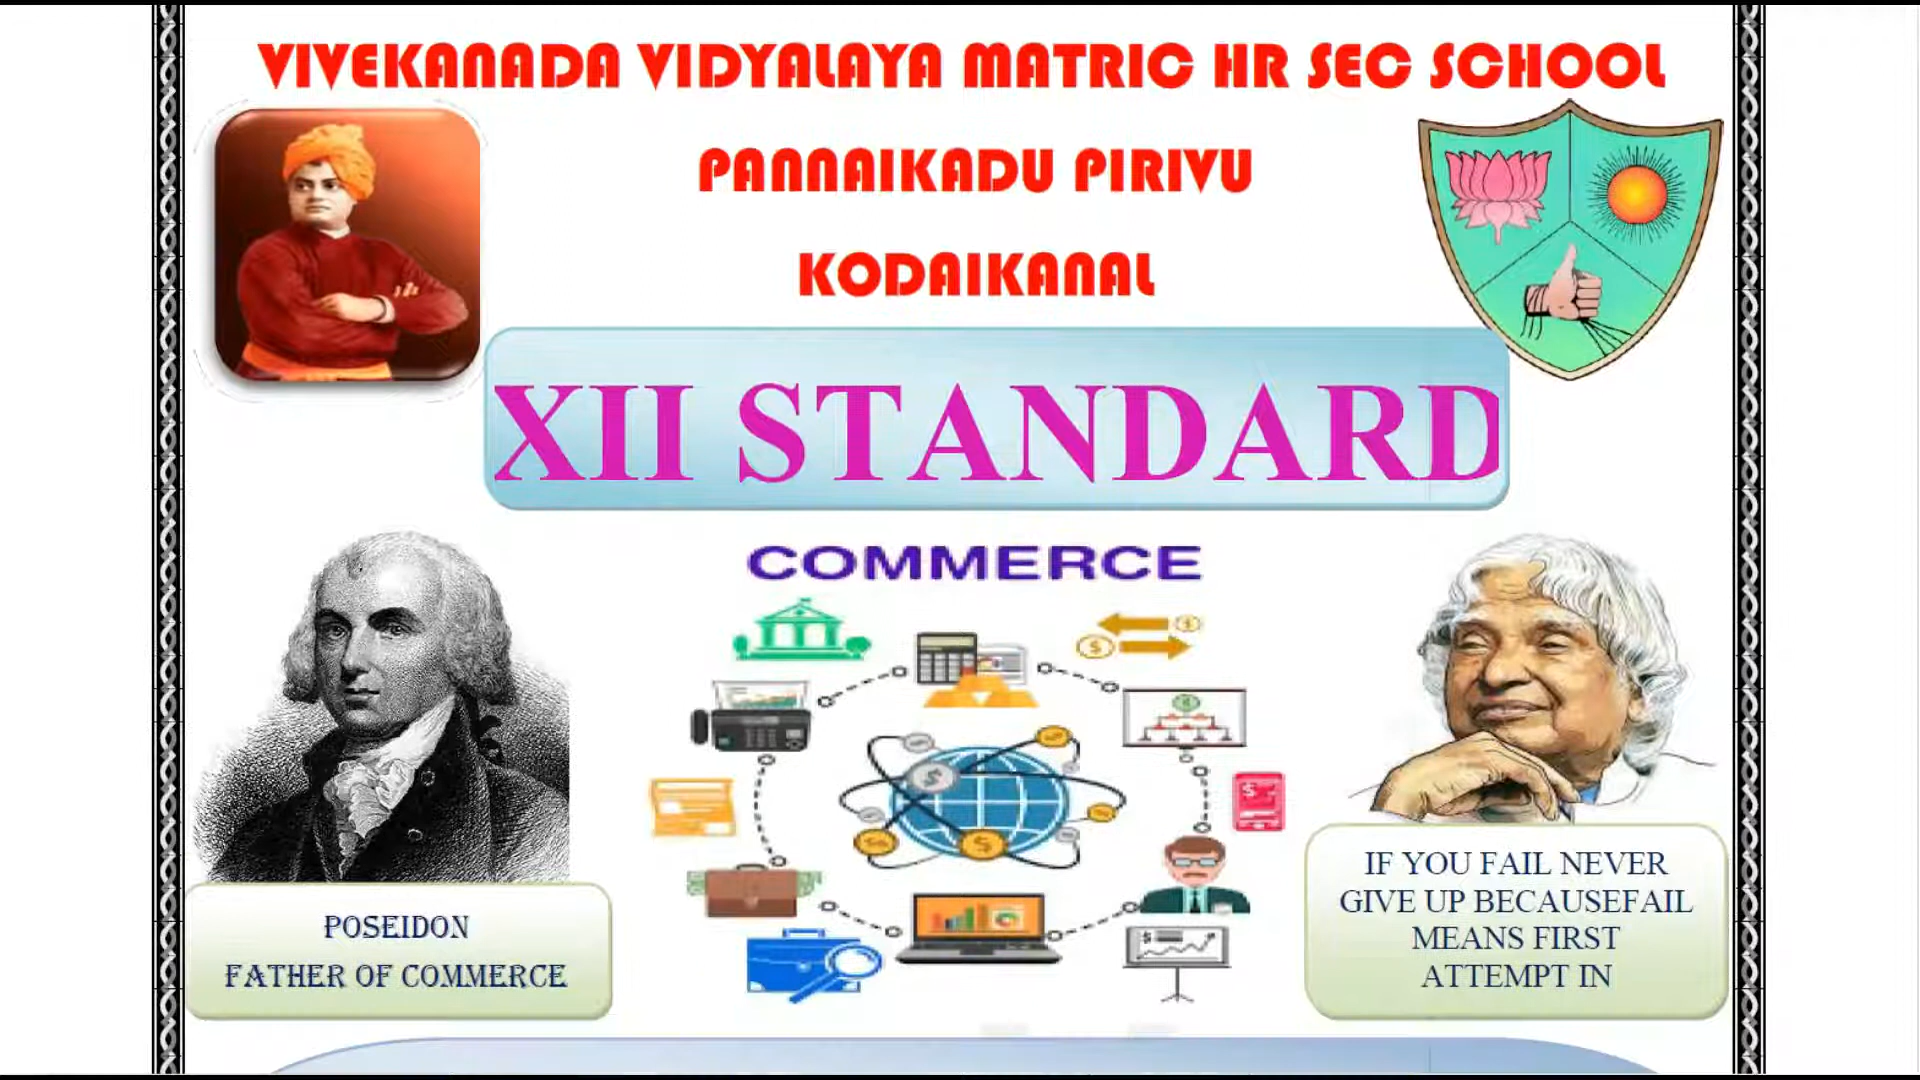 VIVEKANADA VIDYALAYA MATRIC HR SEC SCHOOL
PANNAIKADU PIRIVU
KODAIKANAL
XII STANDARD
COMMERCE
POSEIDON
FATHER OF COMMERCE
IF YOU FAIL NEVER
GIVE UP BECAUSEFAIL
MEANS FIRST
ATTEMPT IN